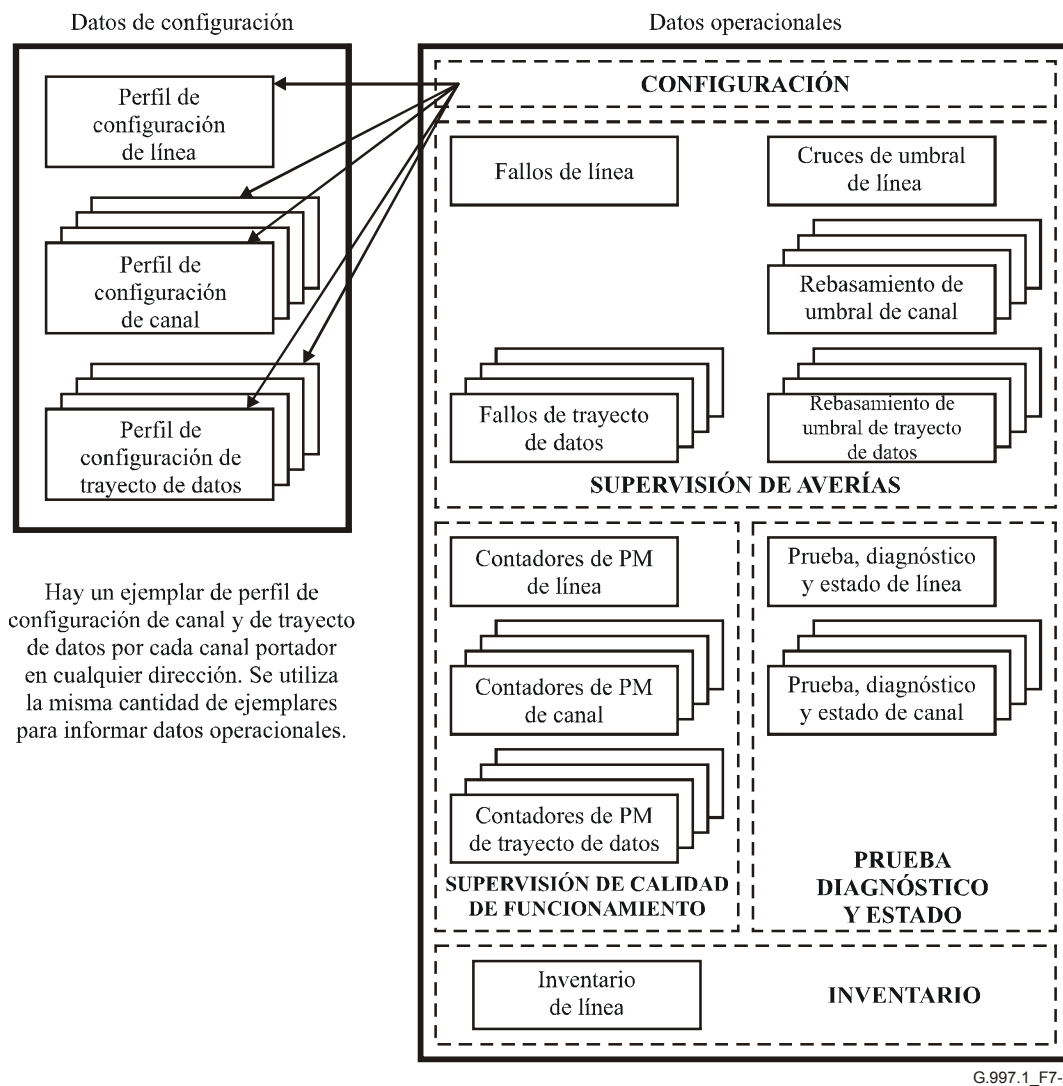 Datos de configuración
Datos operacionales
Perfil de
configuración
de línea
Perfil de
configuración
de canal
Perfil de
configuración de
trayecto de datos
Hay un ejemplar de perfil de
configuración de canal y de trayecto
de datos por cada canal portador
en cualquier dirección. Se utiliza
la misma cantidad de ejemplares
para informar datos operacionales.
CONFIGURACIÓN
Fallos de línea
Cruces de umbral
de línea
Rebasamiento de
umbral de canal
Fallos de trayecto
de datos
Rebasamiento de
umbral de trayecto
de datos
SUPERVISIÓN DE AVERÍAS
Contadores de PM
de línea
Contadores de PM
de canal
Contadores de PM
de trayecto de datos
SUPERVISIÓN DE CALIDAD
DE FUNCIONAMIENTO
Prueba, diagnóstico
y estado de línea
Prueba, diagnóstico
y estado de canal
PRUEBA
DIAGNÓSTICO
Y ESTADO
Inventario
de línea
INVENTARIO
G.997.1_F7-